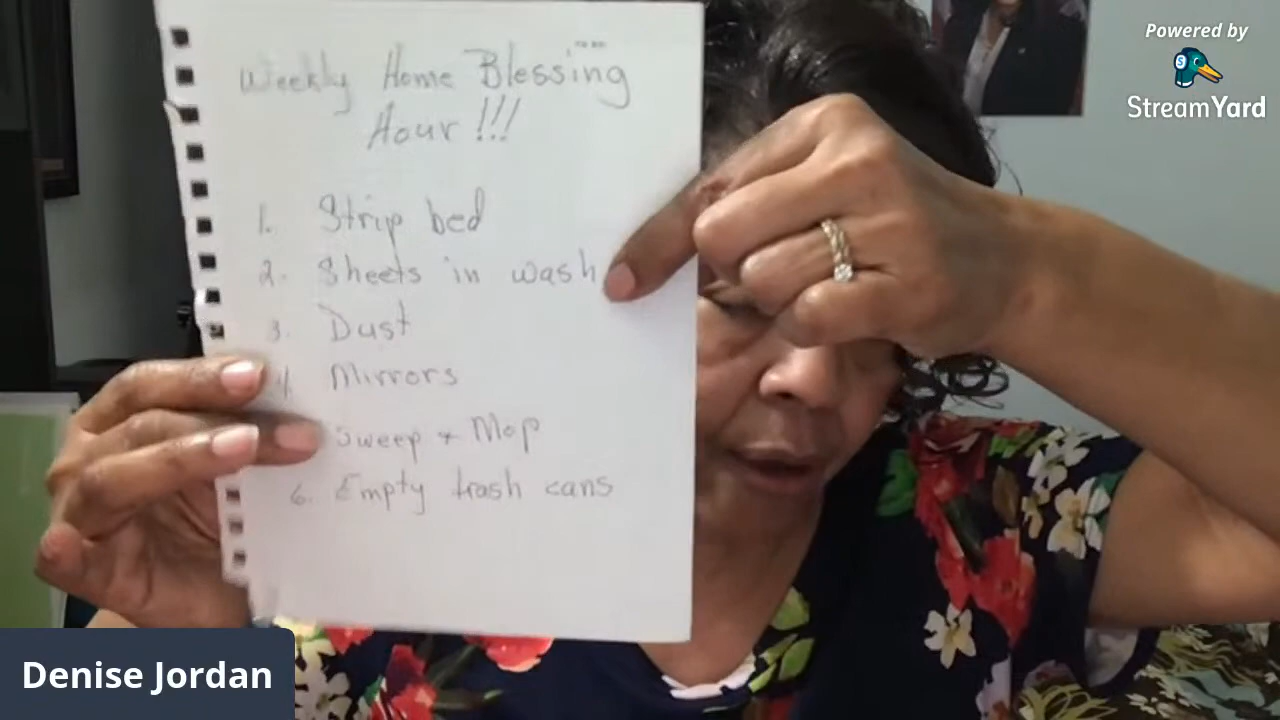 Weekly Home Blessing
Hour !!!
1. Strip bed
2. Sheets in wash
3. Dust
4. Mirrors
Sweep + Mop
6. Empty trash cans
Powered by
StreamYard
Denise Jordan